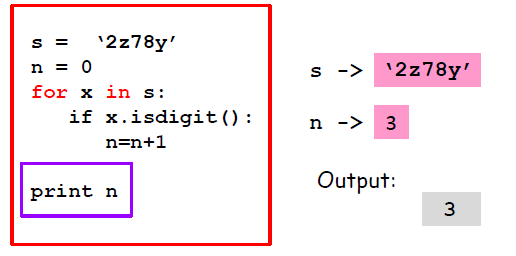 s =  ‘2z78y’
n = 0
for x in s:
   if x.isdigit():
      n=n+1
print n
s -> ‘2z78y’
n -> 3
Output:
3